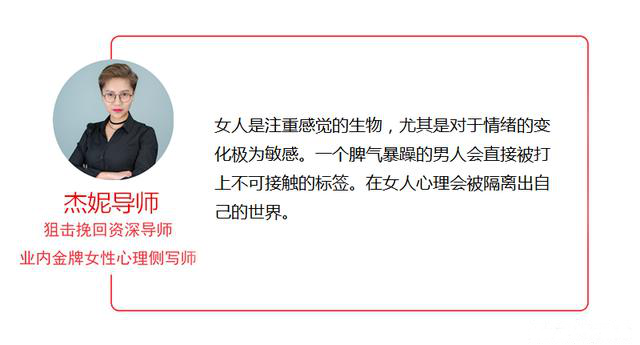 女人是注重感觉的生物，尤其是对于情绪的变
化极为敏感。一个脾气暴躁的男人会直接被打
上不可接触的标签。在女人心理会被隔离出自
己的世界。
杰妮导师
狙击挽回资深导师
业内金牌女性心理侧写师